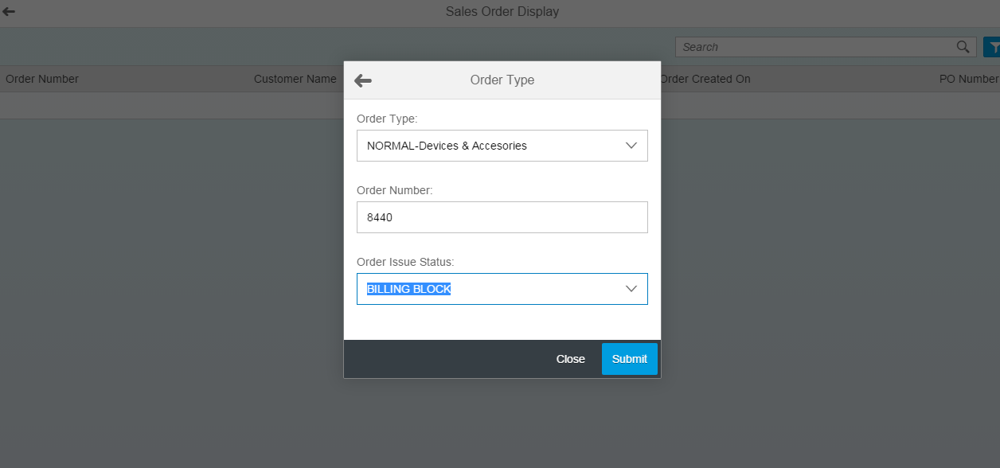 Sales Order Display
Search
Order Number Customer Name Order Created On PO Number
Order Type
Order Type:
NORMAL-Devices & Accesories
Order Number:
8440
Order Issue Status:
BILLING BLOCK
Close Submit